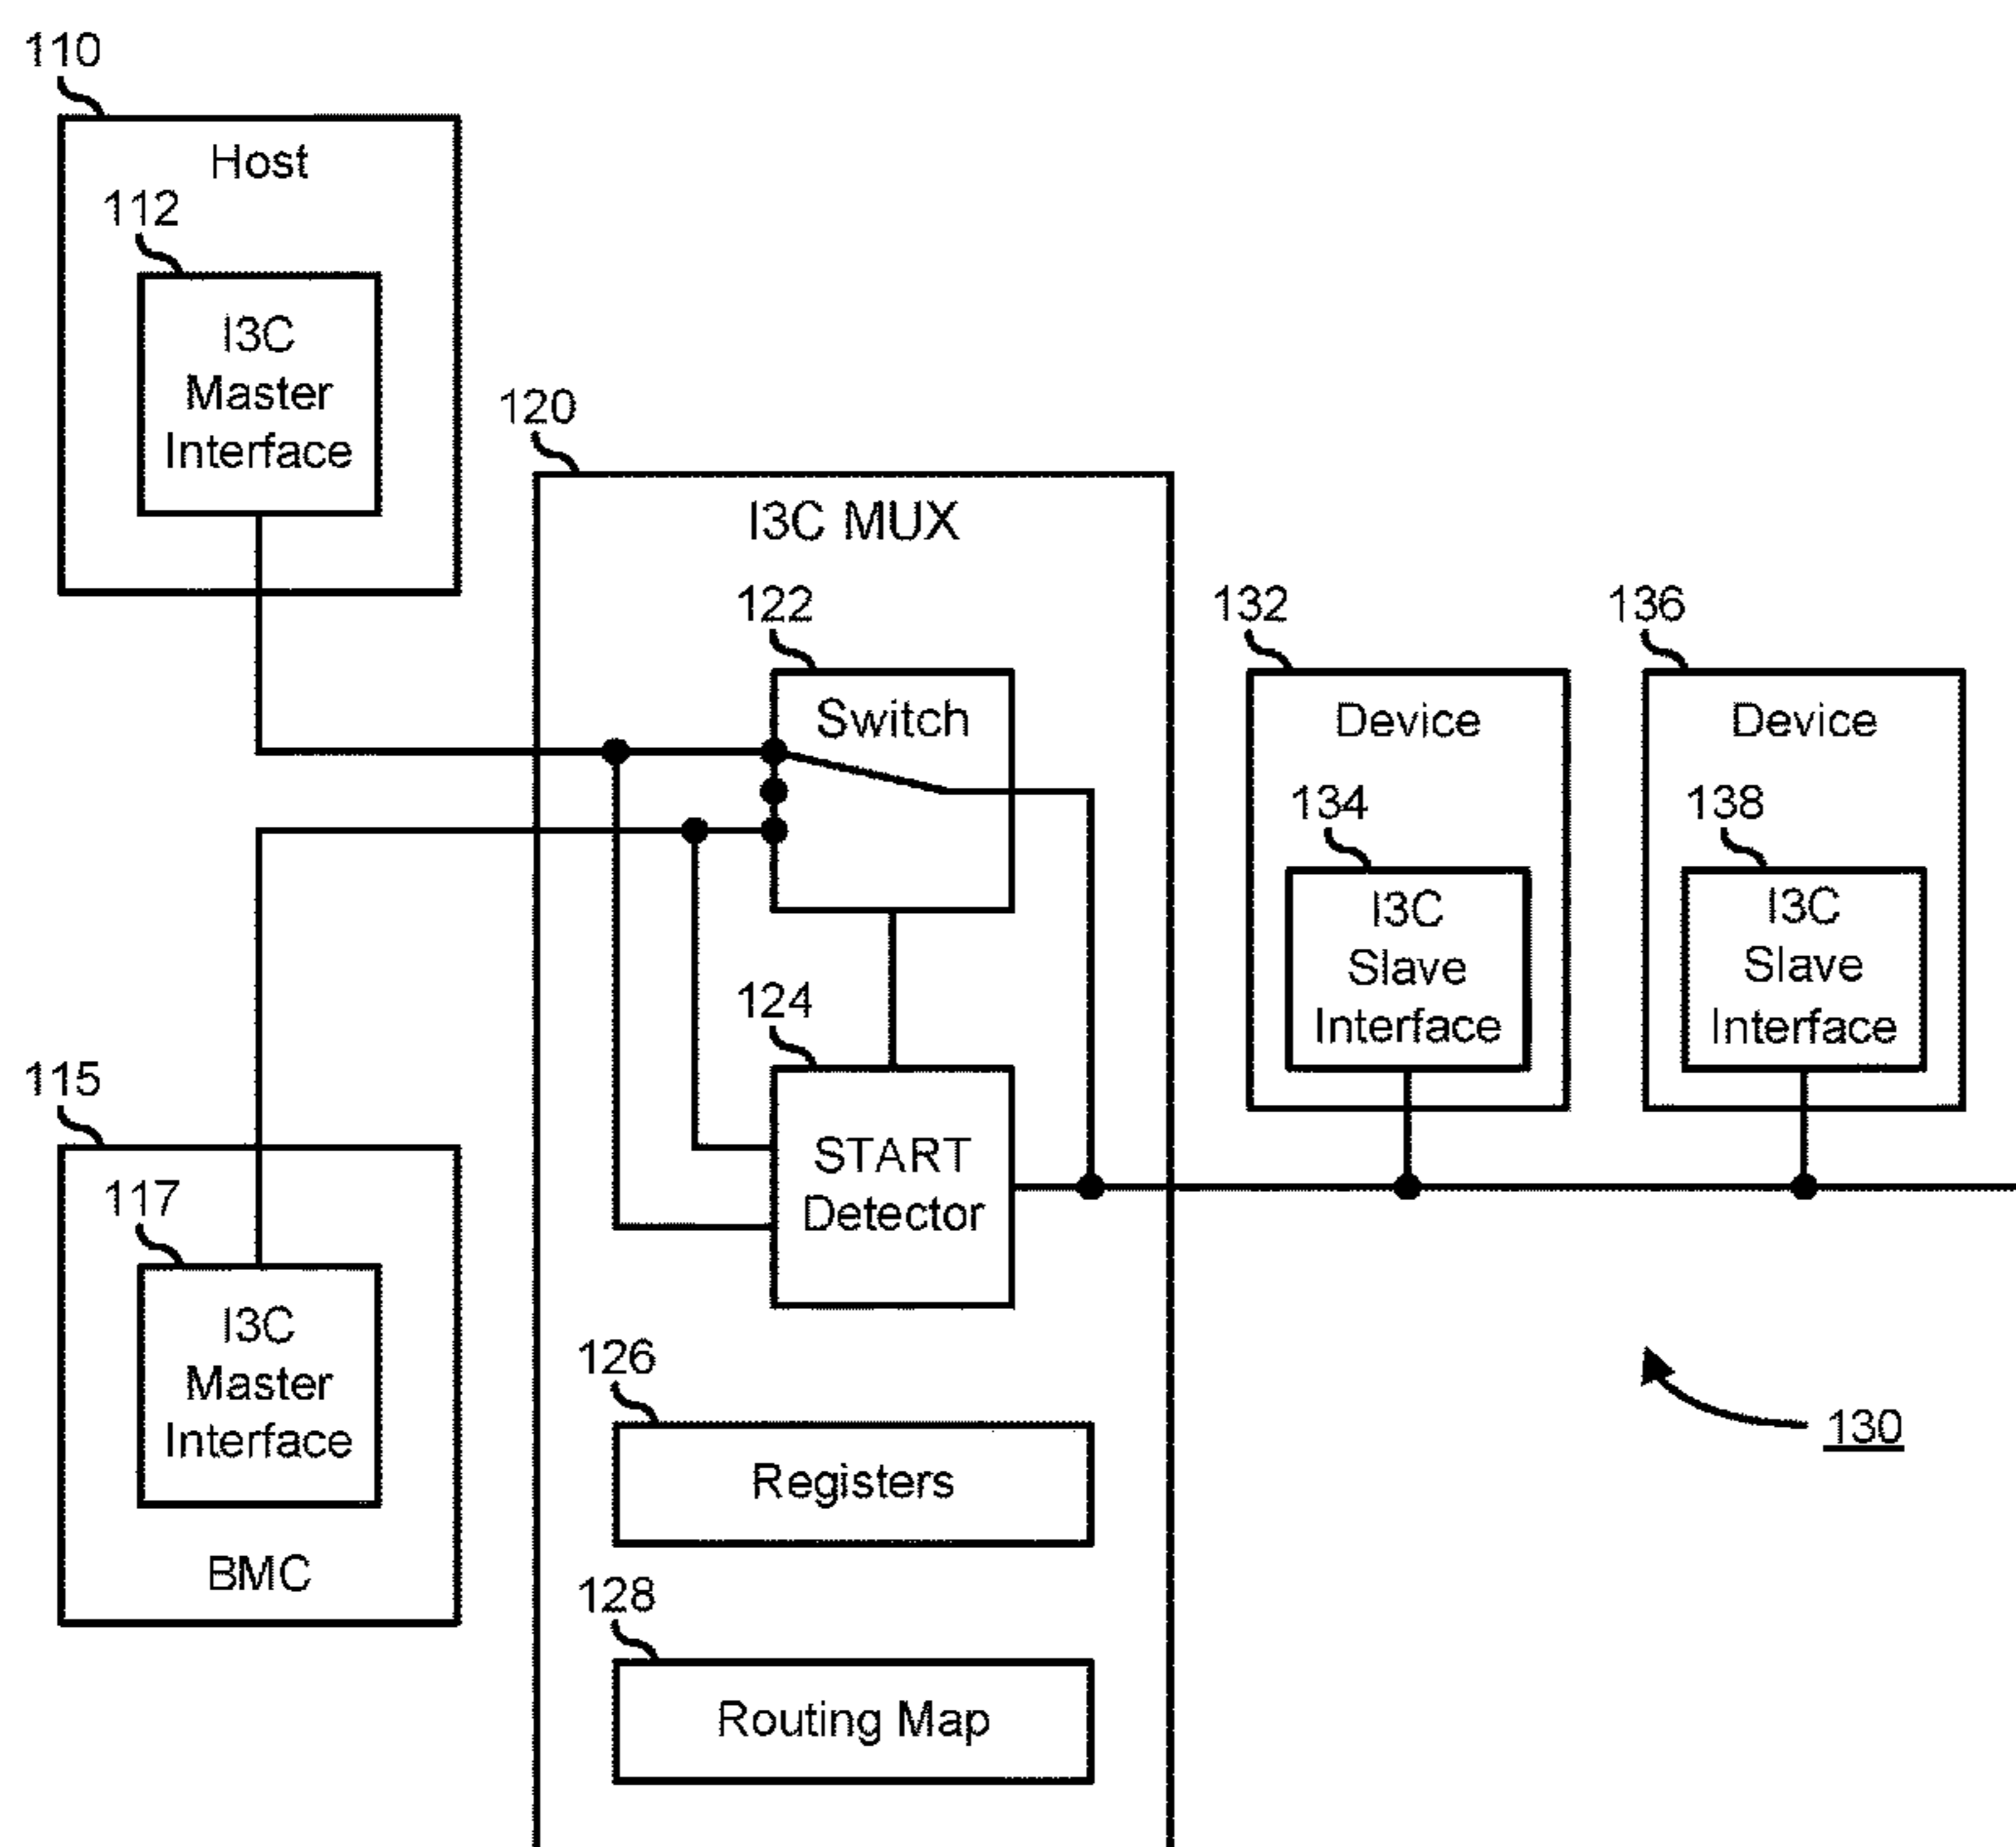 110
Host
112
I3C
Master
Interface
120
I3C MUX
122
Switch
132
Device
134
I3C
Slave
Interface
136
Device
138
I3C
Slave
Interface
124
START
Detector
115
117
I3C
Master
Interface
BMC
126
Registers
130
128
Routing Map